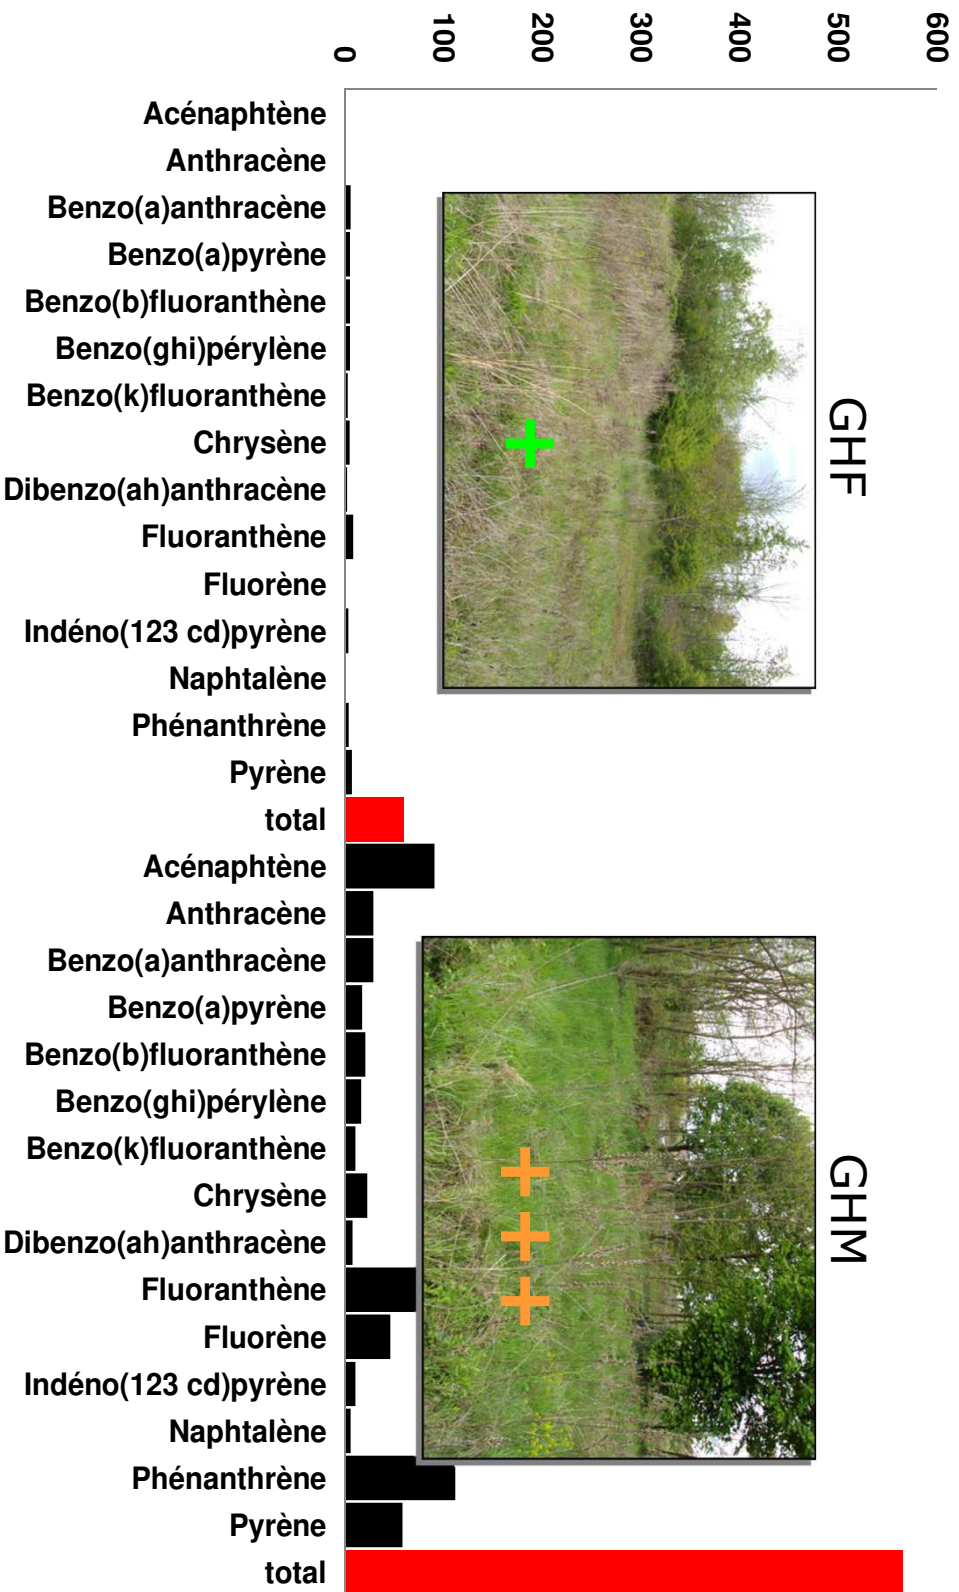 0
100
200
300
400
500
600
Acénaphtène
Anthracène
Benzo(a)anthracène
Benzo(a)pyrène
Benzo(b)fluoranthène
Benzo(ghi)pérylène
Benzo(k)fluoranthène
Chrysène
Dibenzo(ah)anthracène
Fluoranthène
Fluorène
Indéno(123 cd)pyrène
Naphtalène
Phénanthrène
Pyrène
total
Acénaphtène
Anthracène
Benzo(a)anthracène
Benzo(a)pyrène
Benzo(b)fluoranthène
Benzo(ghi)pérylène
Benzo(k)fluoranthène
Chrysène
Dibenzo(ah)anthracène
Fluoranthène
Fluorène
Indéno(123 cd)pyrène
Naphtalène
Phénanthrène
Pyrène
total
GHF
GHM